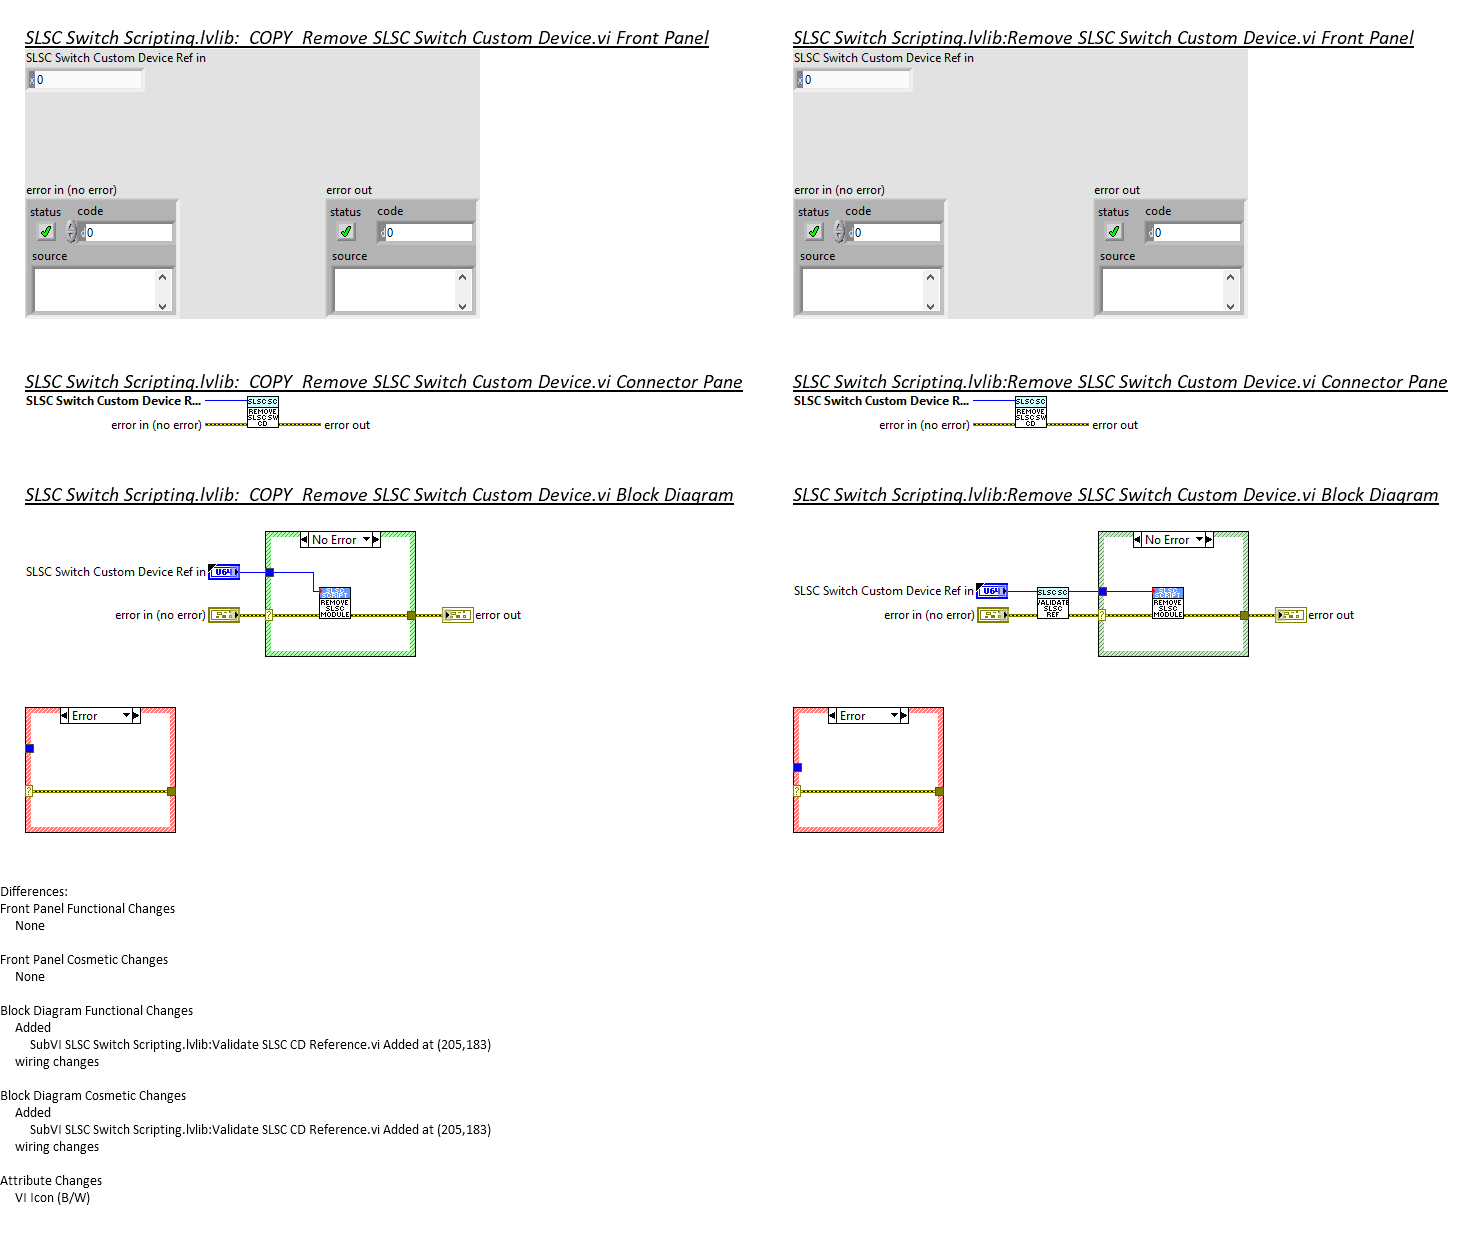 SLSC Switch Scripting.lvlib:_COPY_Remove SLSC Switch Custom Device.vi Front Panel
SLSC Switch Custom Device Ref in
x 0
error in (no error)
error out
status code
d 0
source
status code
d 0
source
SLSC Switch Scripting.lvlib:Remove SLSC Switch Custom Device.vi Front Panel
SLSC Switch Custom Device Ref in
x 0
error in (no error)
error out
status code
d 0
source
status code
d 0
source
SLSC Switch Scripting.lvlib:_COPY_Remove SLSC Switch Custom Device.vi Connector Pane
SLSC Switch Custom Device R...
SLSC SC
REMOVE
SLSC SW
CD
error in (no error)
error out
SLSC Switch Scripting.lvlib:Remove SLSC Switch Custom Device.vi Connector Pane
SLSC Switch Custom Device R...
SLSC SC
REMOVE
SLSC SW
CD
error in (no error)
error out
SLSC Switch Scripting.lvlib:_COPY_Remove SLSC Switch Custom Device.vi Block Diagram
No Error
SLSC Switch Custom Device Ref in
U64
SLSC
SCRIPT
REMOVE
SLSC
MODULE
error in (no error)
?
error out
Error
?
SLSC Switch Scripting.lvlib:Remove SLSC Switch Custom Device.vi Block Diagram
No Error
SLSC Switch Custom Device Ref in
U64
SLSC SC
VALIDATE
SLSC
REF
SLSC
SCRIPT
REMOVE
SLSC
MODULE
error in (no error)
?
error out
Error
?
Differences:
Front Panel Functional Changes
None
Front Panel Cosmetic Changes
None
Block Diagram Functional Changes
Added
SubVI SLSC Switch Scripting.lvlib:Validate SLSC CD Reference.vi Added at (205,183)
wiring changes
Block Diagram Cosmetic Changes
Added
SubVI SLSC Switch Scripting.lvlib:Validate SLSC CD Reference.vi Added at (205,183)
wiring changes
Attribute Changes
VI Icon (B/W)